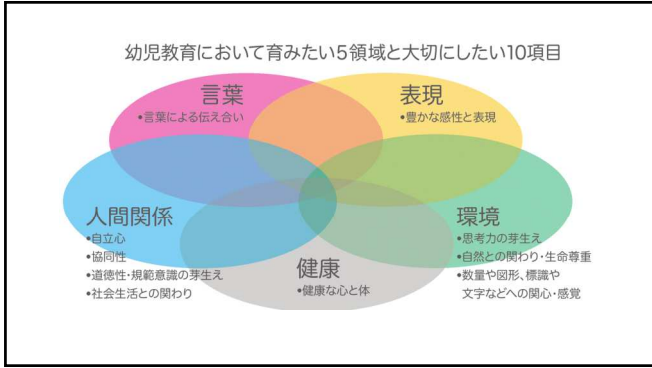 幼児教育において育みたい5領域と大切にしたい10項目
言葉
•言葉による伝え合い
表現
•豊かな感性と表現
人間関係
•自立心
•協同性
•道徳性・規範意識の芽生え
•社会生活との関わり
健康
•健康な心と体
環境
•思考力の芽生え
•自然との関わり・生命尊重
•数量や図形、標識や
文字などへの関心・感覚